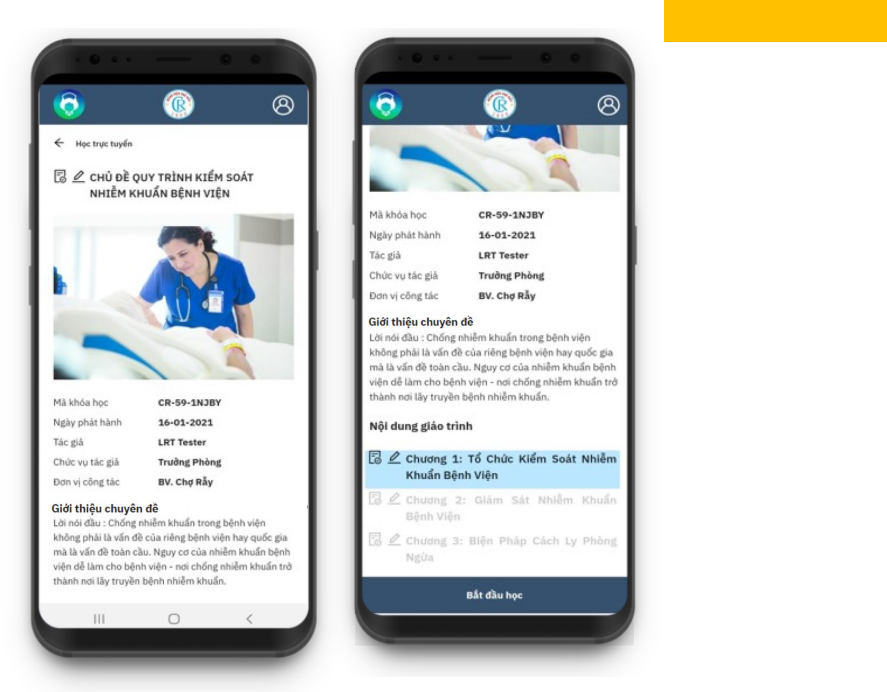 Học trực tuyến
CHỦ ĐỀ QUY TRÌNH KIỂM SOÁT
NHIỄM KHUẨN BỆNH VIỆN
Mã khóa học CR-59-1NJBY
Ngày phát hành 16-01-2021
Tác giả LRT Tester
Chức vụ tác giả Trưởng Phòng
Đơn vị công tác BV. Chợ Rẫy
Giới thiệu chuyên đề
Lời nói đầu : Chống nhiễm khuẩn trong bệnh viện
không phải là vấn đề của riêng bệnh viện hay quốc gia
mà là vấn đề toàn cầu. Nguy cơ của nhiễm khuẩn bệnh
viện dễ làm cho bệnh viện - nơi chống nhiễm khuẩn trở
thành nơi lây truyền bệnh nhiễm khuẩn.
CR
Mã khóa học CR-59-1NJBY
Ngày phát hành 16-01-2021
Tác giả LRT Tester
Chức vụ tác giả Trưởng Phòng
Đơn vị công tác BV. Chợ Rẫy
Giới thiệu chuyên đề
Lời nói đầu : Chống nhiễm khuẩn trong bệnh viện
không phải là vấn đề của riêng bệnh viện hay quốc gia
mà là vấn đề toàn cầu. Nguy cơ của nhiễm khuẩn bệnh
viện dễ làm cho bệnh viện - nơi chống nhiễm khuẩn trở
thành nơi lây truyền bệnh nhiễm khuẩn.
Nội dung giáo trình
Chương 1: Tổ Chức Kiểm Soát Nhiễm
Khuẩn Bệnh Viện
Chương 2: Giám Sát Nhiễm Khuẩn
Bệnh Viện
Chương 3: Biện Pháp Cách Ly Phòng
Ngừa
Bắt đầu học